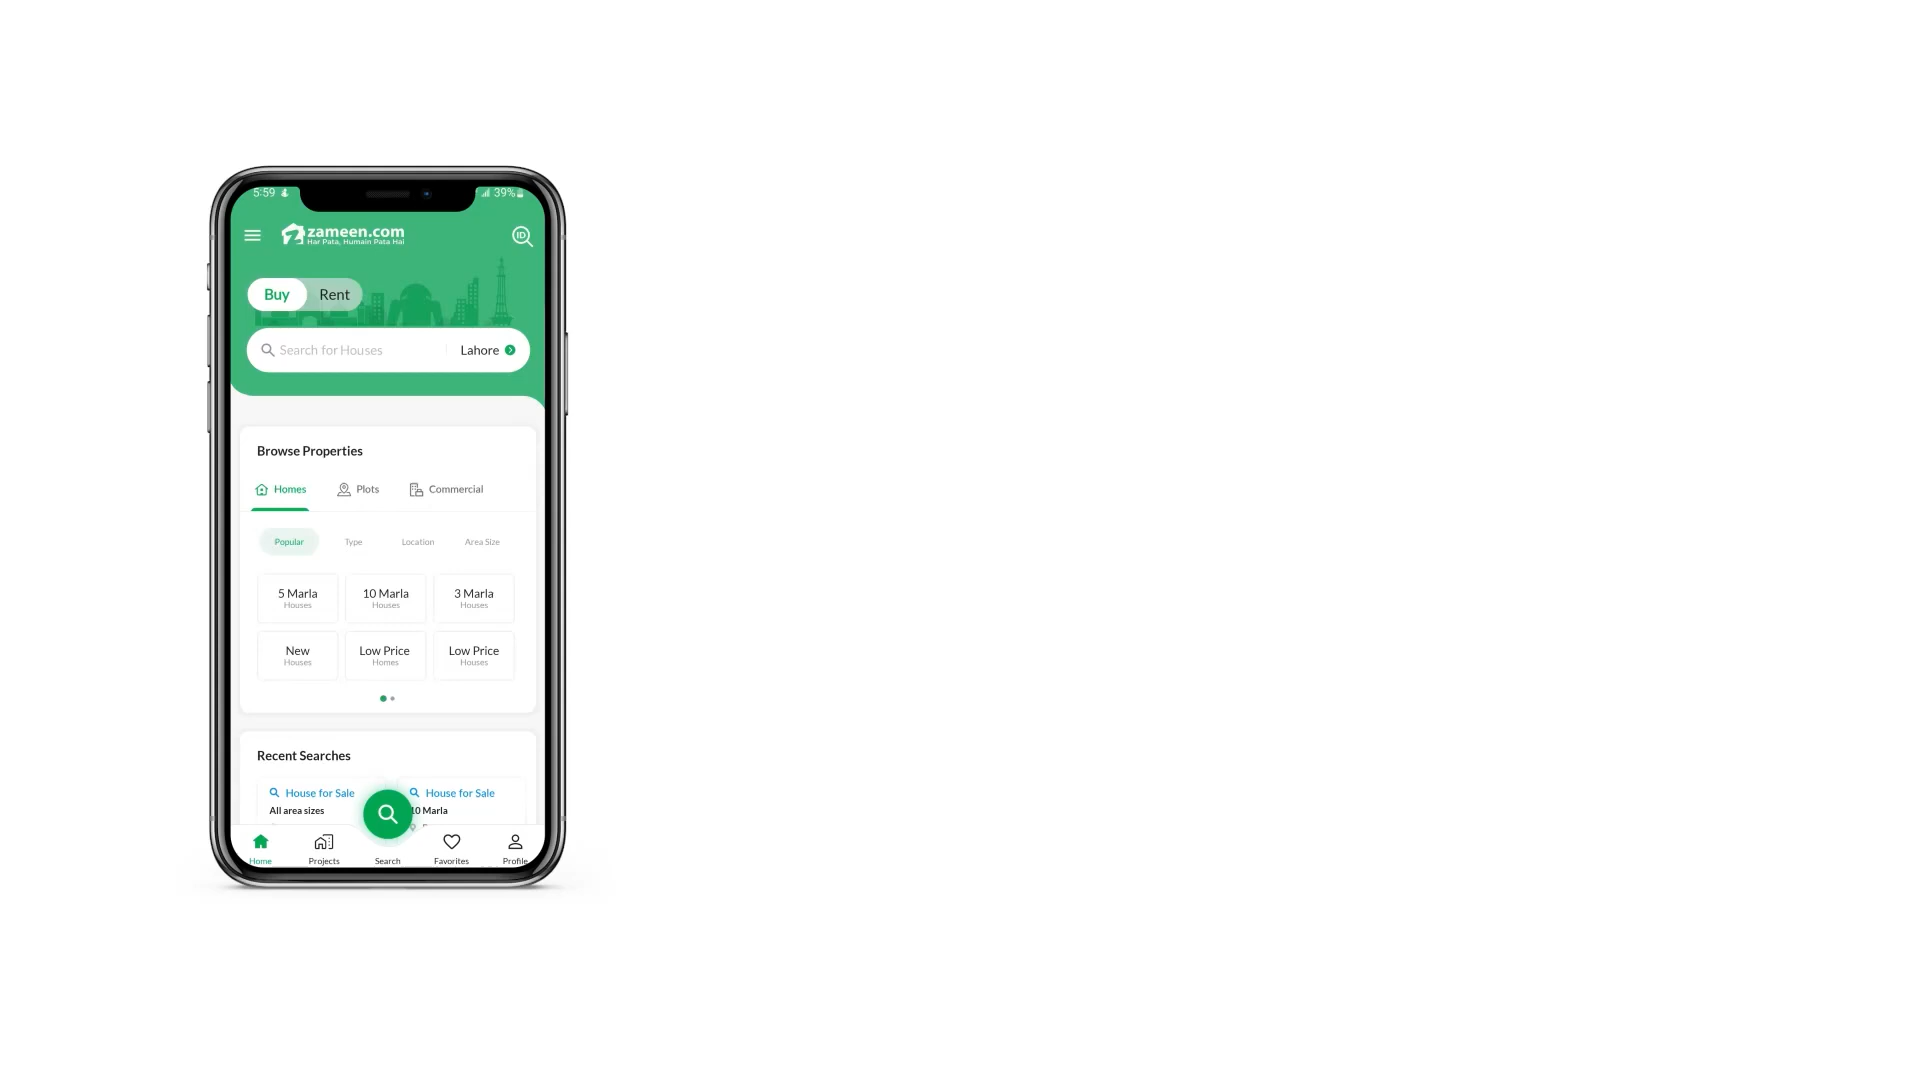 5:59
39%
zameen.com
Har Pata, Humain Pata Hai
ID
Buy Rent
Search for Houses Lahore
Browse Properties
Homes Plots Commercial
Popular Type Location Area Size
5 Marla 10 Marla 3 Marla
Houses Houses Houses
New Low Price Low Price
Houses Homes Houses
Recent Searches
House for Sale House for Sale
All area sizes 10 Marla
Home Projects Search Favorites Profile